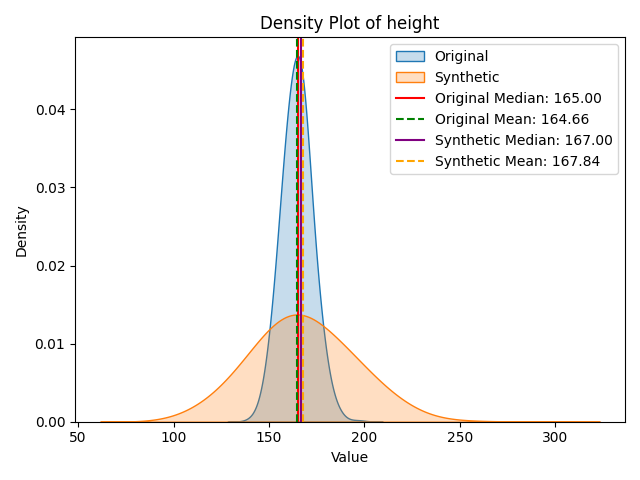 Density Plot of height
Original
Synthetic
Original Median: 165.00
Original Mean: 164.66
Synthetic Median: 167.00
Synthetic Mean: 167.84
Density
0.04
0.03
0.02
0.01
0.00
50 100 150 200 250 300
Value